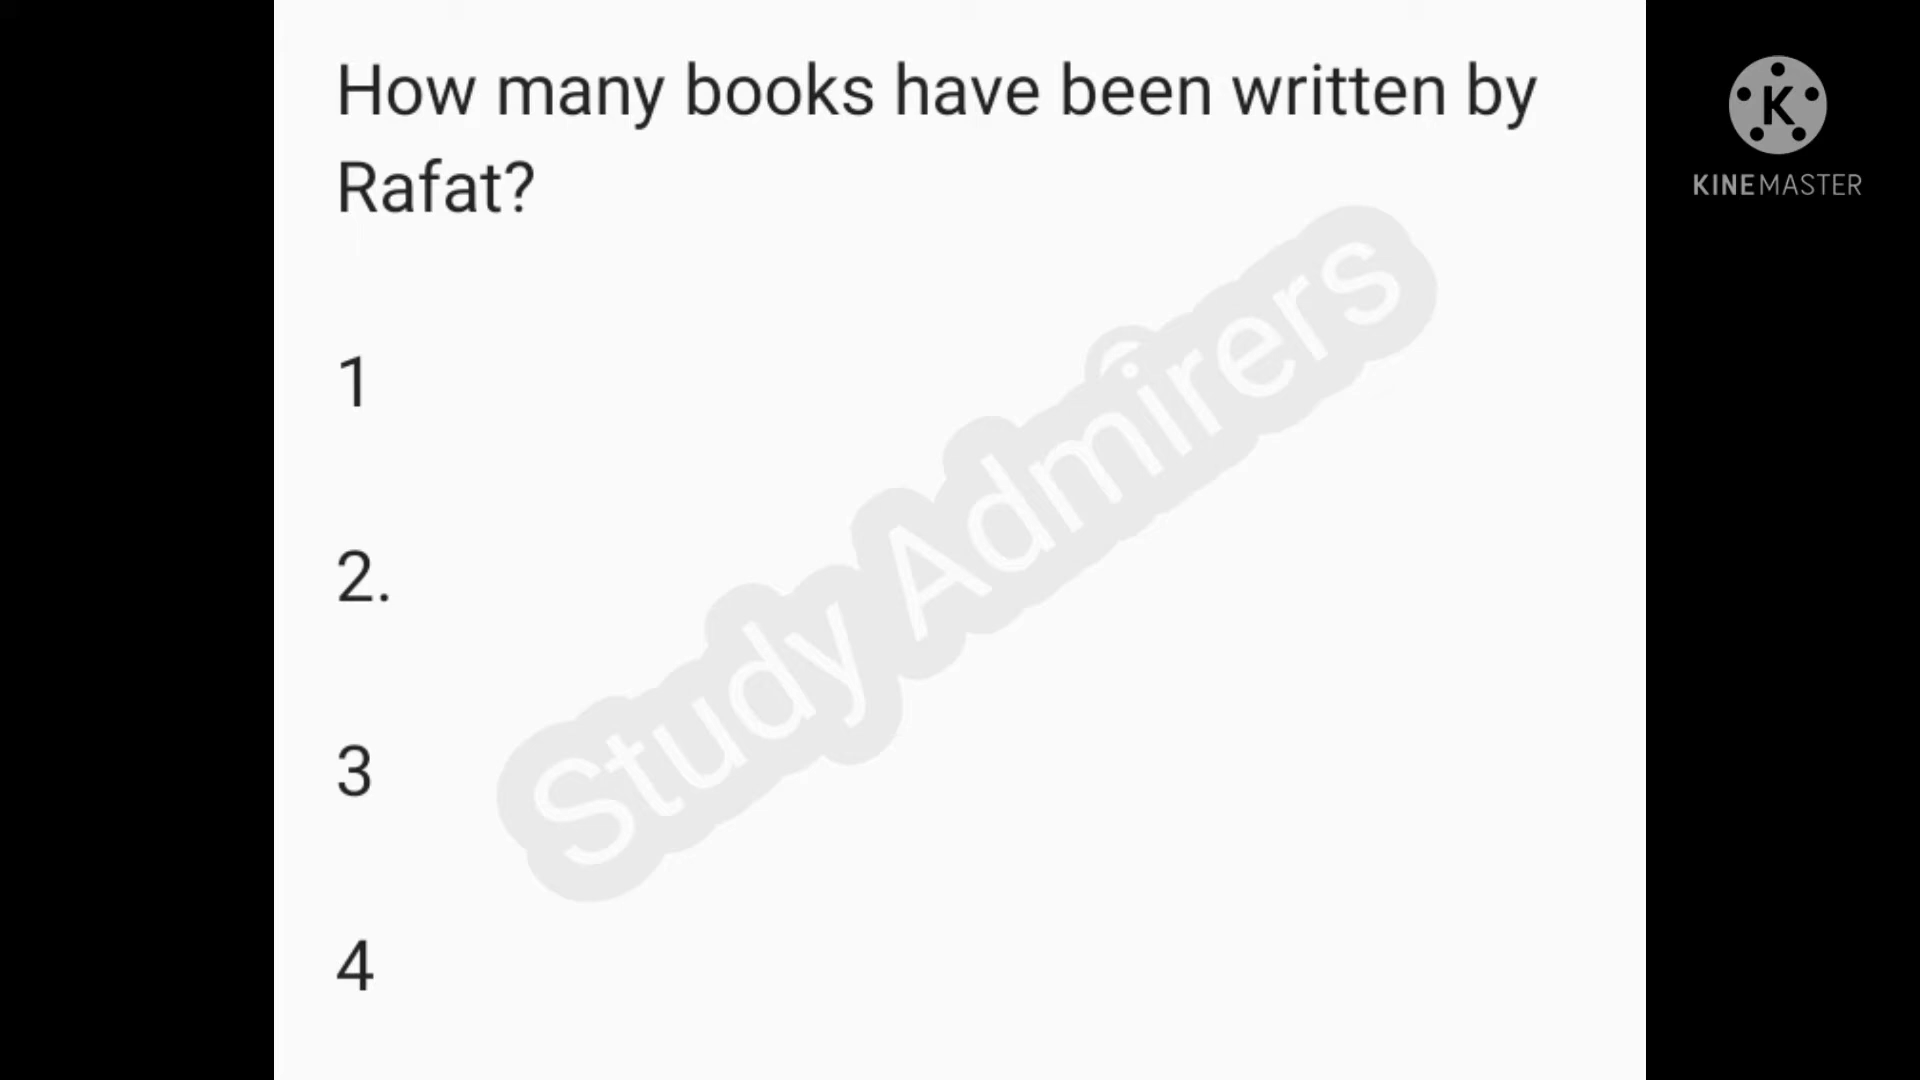 How many books have been written by
Rafat?
1
2.
3
4
Study Admirers
K
KINEMASTER